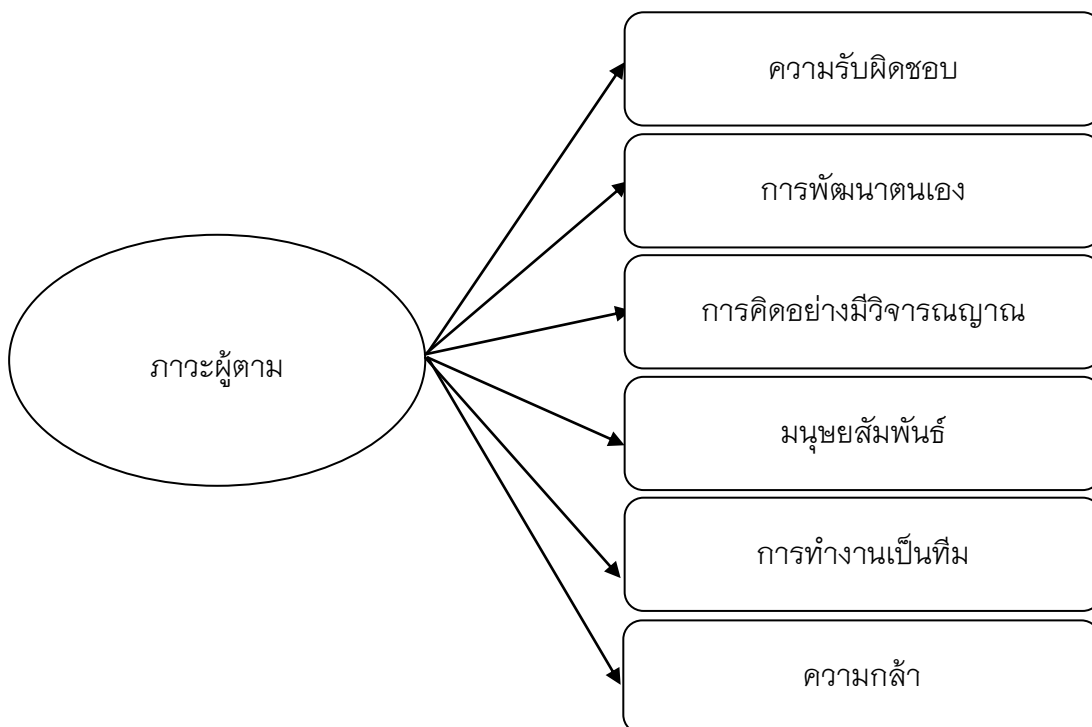 ความรับผิดชอบ
การพัฒนาตนเอง
การคิดอย่างมีวิจารณญาณ
ภาวะผู้ตาม
มนุษยสัมพันธ์
การทำงานเป็นทีม
ความกล้า